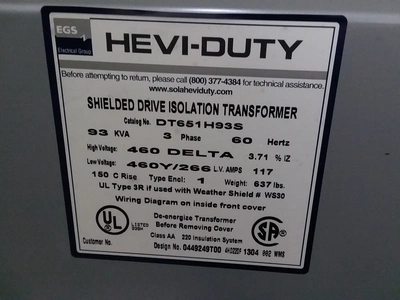 EGS
Electrical Group
HEVI-DUTY
Before attempting to return, please call (800) 377-4384 for technical assistance.
www.solaheviduty.com
SHIELDED DRIVE ISOLATION TRANSFORMER
Catalog No. DT651H93S
93 KVA 3 Phase 60 Hertz
High Voltage: 460 DELTA 3.71 % IZ
Low Voltage: 460Y/266 L.V. AMPS 117
150 C Rise Type Encl: 1 Weight: 637 lbs.
UL Type 3R if used with Weather Shield # WS30
Wiring Diagram on inside front cover
UL LISTED
De-energize Transformer
Before Removing Cover
SA
Class AA 220 Insulation System
Customer No.
Design No. 0449249T00 1304 002 WMS